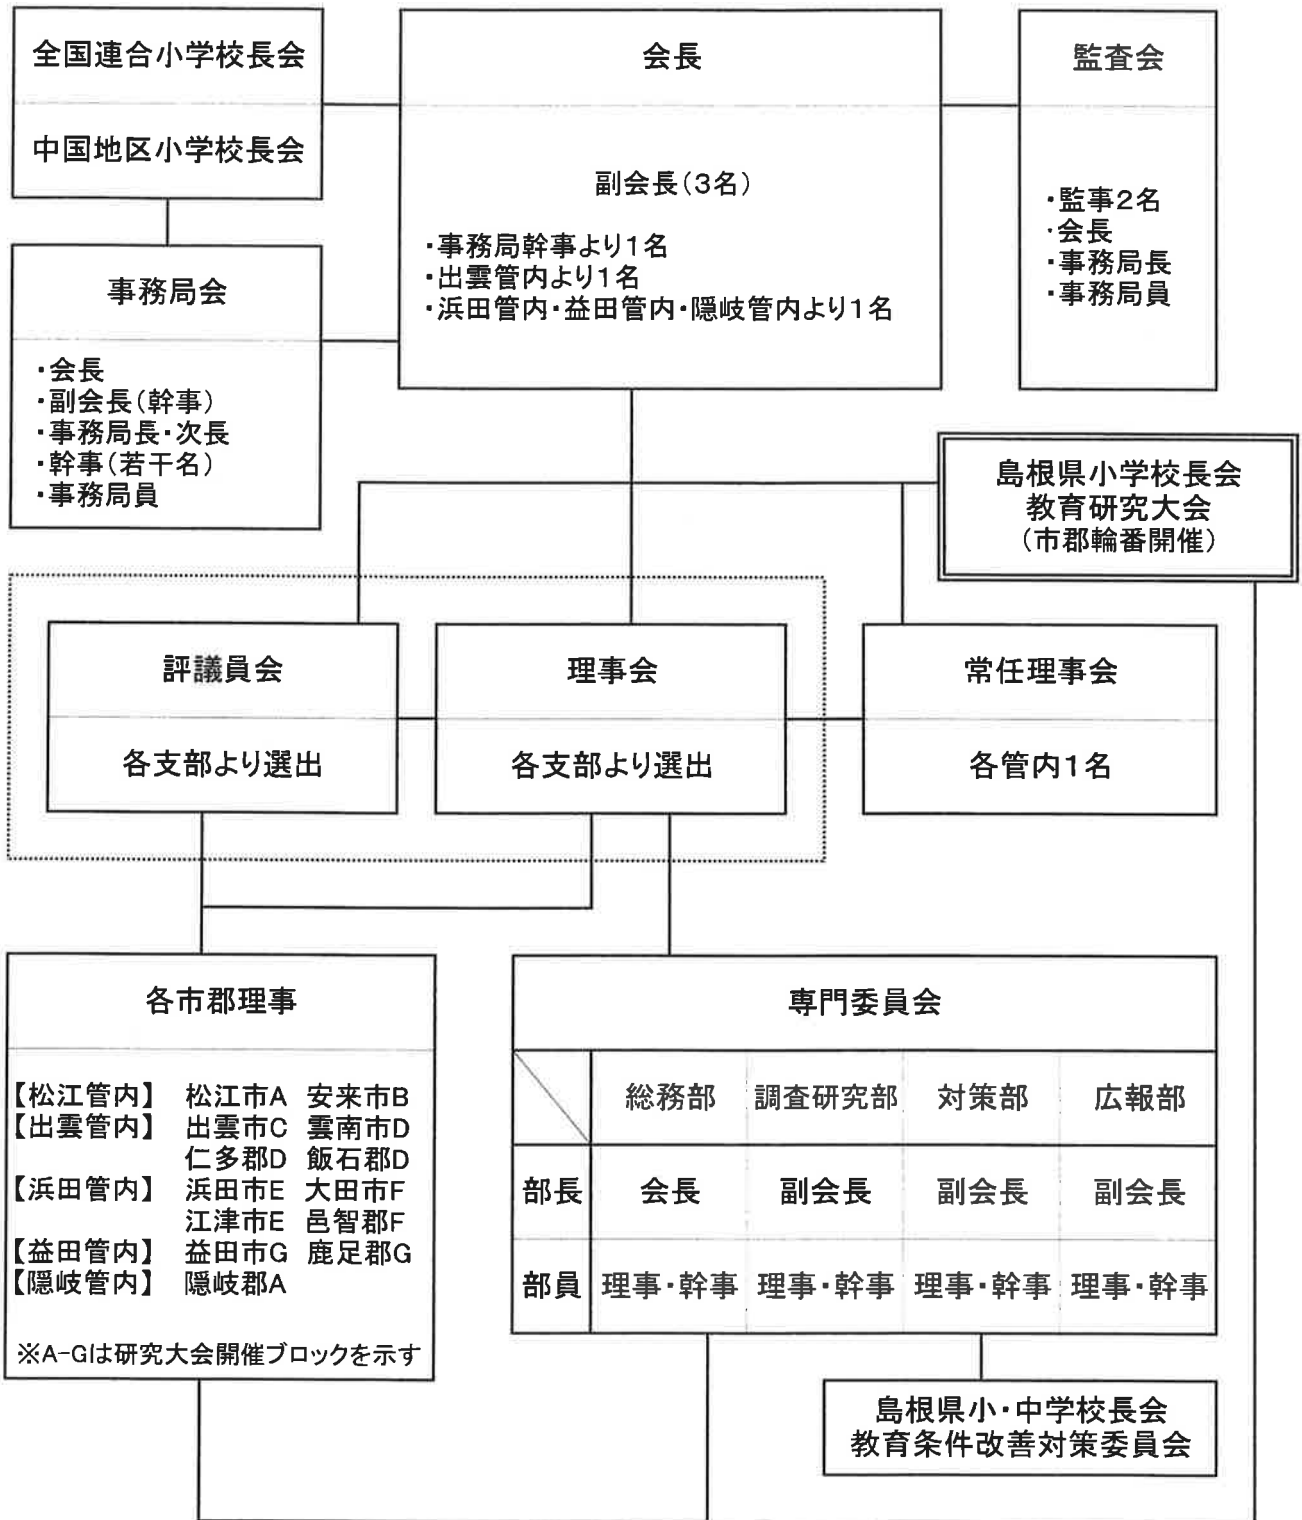 全国連合小学校長会
中国地区小学校長会
会長
副会長(3名)
・事務局幹事より1名
・出雲管内より1名
・浜田管内・益田管内・隠岐管内より1名
監査会
・監事2名
・会長
・事務局長
・事務局員
事務局会
・会長
・副会長(幹事)
・事務局長・次長
・幹事(若干名)
・事務局員
島根県小学校長会
教育研究大会
(市郡輪番開催)
評議員会
各支部より選出
理事会
各支部より選出
常任理事会
各管内1名
各市郡理事
【松江管内】 松江市A 安来市B
【出雲管内】 出雲市C 雲南市D
仁多郡D 飯石郡D
【浜田管内】 浜田市E 大田市F
江津市E 邑智郡F
【益田管内】 益田市G 鹿足郡G
【隠岐管内】 隠岐郡A
※A-Gは研究大会開催ブロックを示す
専門委員会
総務部 調査研究部 対策部 広報部
部長 会長 副会長 副会長 副会長
部員 理事・幹事 理事・幹事 理事・幹事 理事・幹事
島根県小・中学校長会
教育条件改善対策委員会